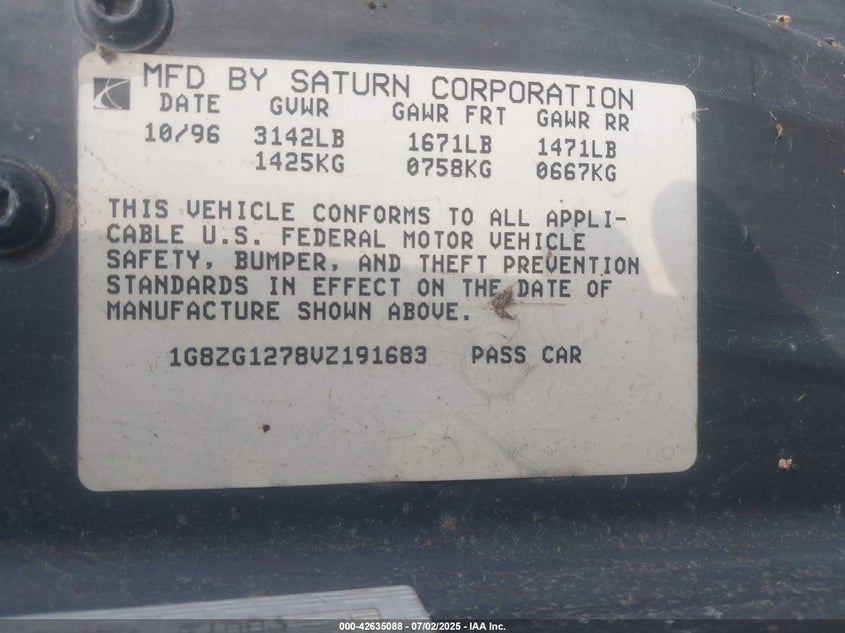 MFD BY SATURN CORPORATION
DATE GVWR GAWR FRT GAWR RR
10/96 3142LB 1671LB 1471LB
1425KG 0758KG 0667KG
THIS VEHICLE CONFORMS TO ALL APPLI-
CABLE U.S. FEDERAL MOTOR VEHICLE
SAFETY, BUMPER, AND THEFT PREVENTION
STANDARDS IN EFFECT ON THE DATE OF
MANUFACTURE SHOWN ABOVE.
1G8ZG1278VZ191683 PASS CAR
000-42635088 - 07/02/2025 - IAA Inc.